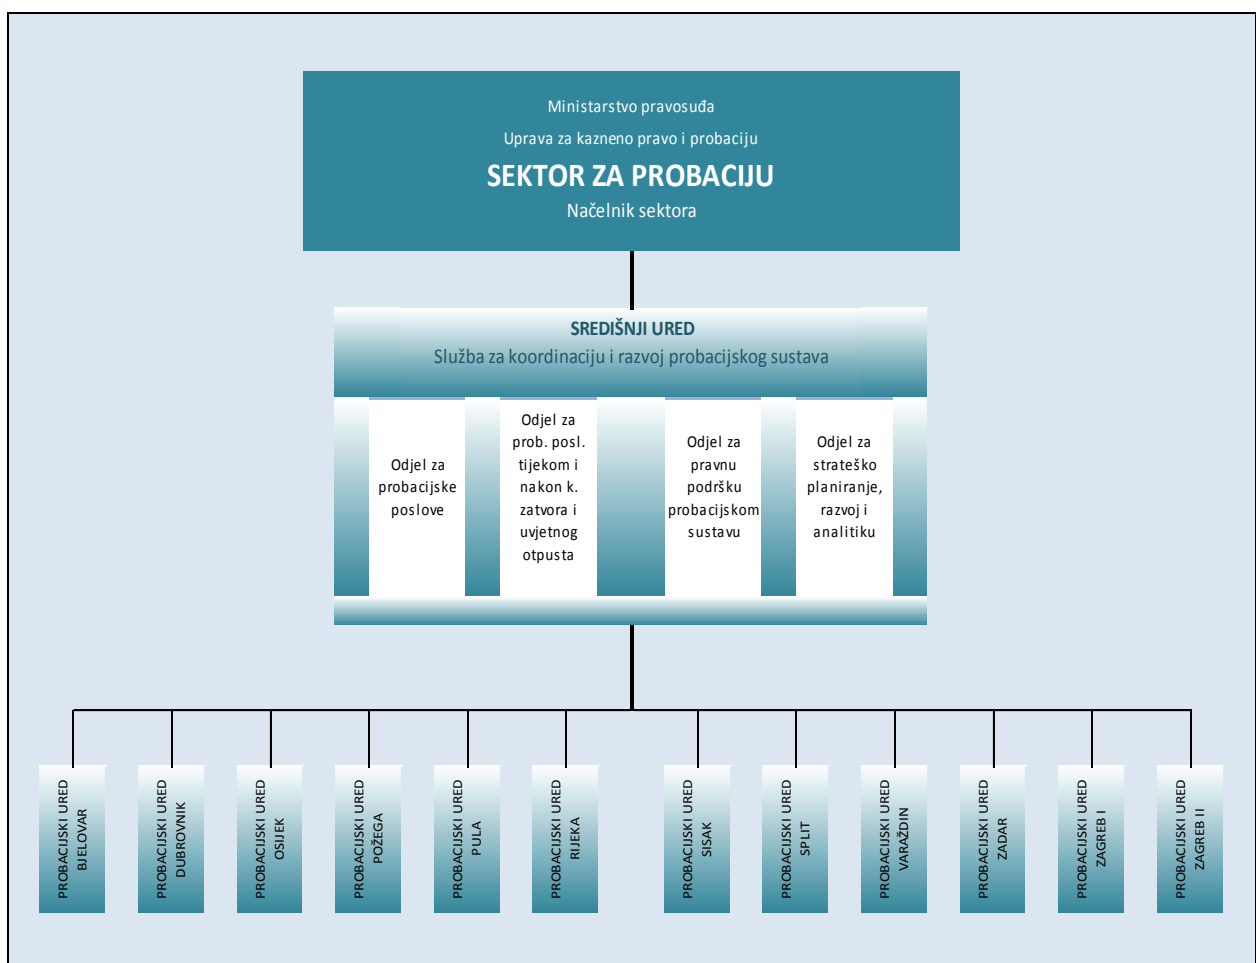 Ministarstvo pravosuđa
Uprava za kazneno pravo i probaciju
SEKTOR ZA PROBACIJU
Načelnik sektora
SREDIŠNJI URED
Služba za koordinaciju i razvoj probacijskog sustava
Odjel za
probacijske
poslove
Odjel za
prob. posl.
tijekom i
nakon k.
zatvora i
uvjetnog
otpusta
Odjel za
pravnu
podršku
probacijskom
sustavu
Odjel za
strateško
planiranje,
razvoj i
analitiku
PROBACIJSKI URED
BJELOVAR
PROBACIJSKI URED
DUBROVNIK
PROBACIJSKI URED
OSIJEK
PROBACIJSKI URED
POŽEGA
PROBACIJSKI URED
PULA
PROBACIJSKI URED
RIJEKA
PROBACIJSKI URED
SISAK
PROBACIJSKI URED
SPLIT
PROBACIJSKI URED
VARAŽDIN
PROBACIJSKI URED
ZADAR
PROBACIJSKI URED
ZAGREB I
PROBACIJSKI URED
ZAGREB II